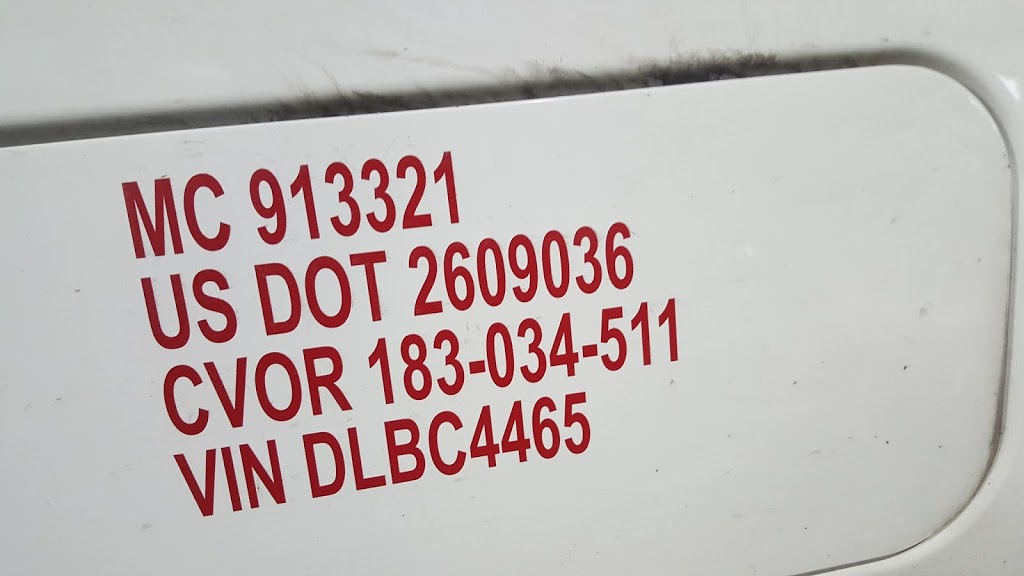 MC 913321
US DOT 2609036
CVOR 183-034-511
VIN DLBC4465